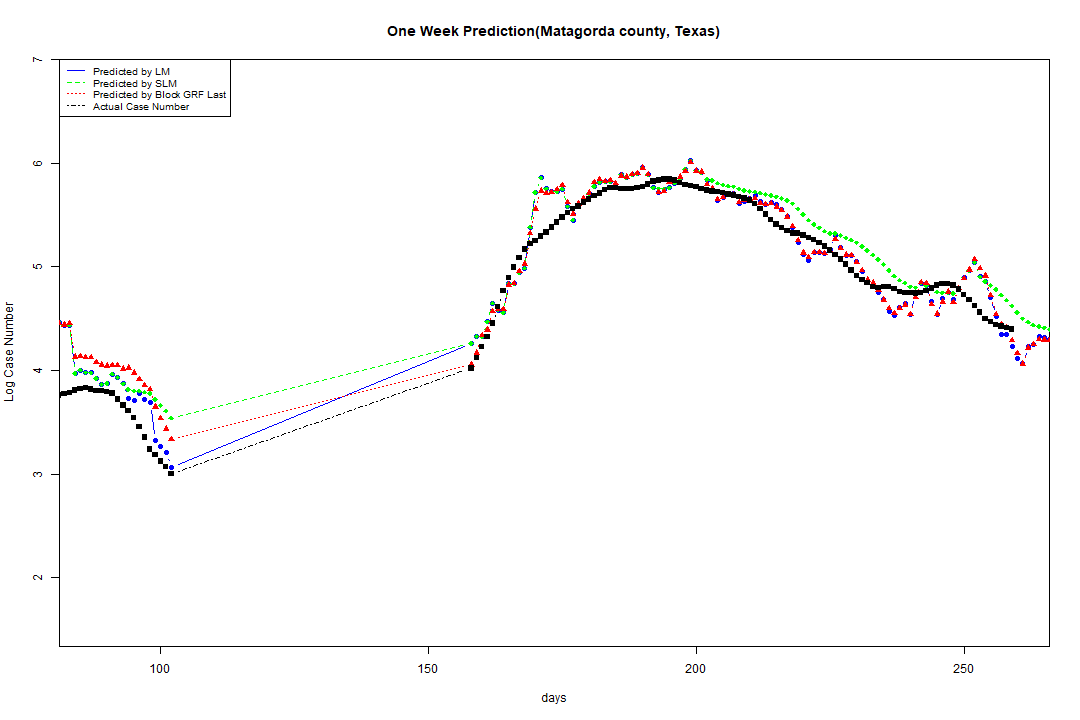 One Week Prediction(Matagorda county, Texas)
Predicted by LM
Predicted by SLM
Predicted by Block GRF Last
Actual Case Number
7
6
5
4
3
2
Log Case Number
100 150 200 250
days